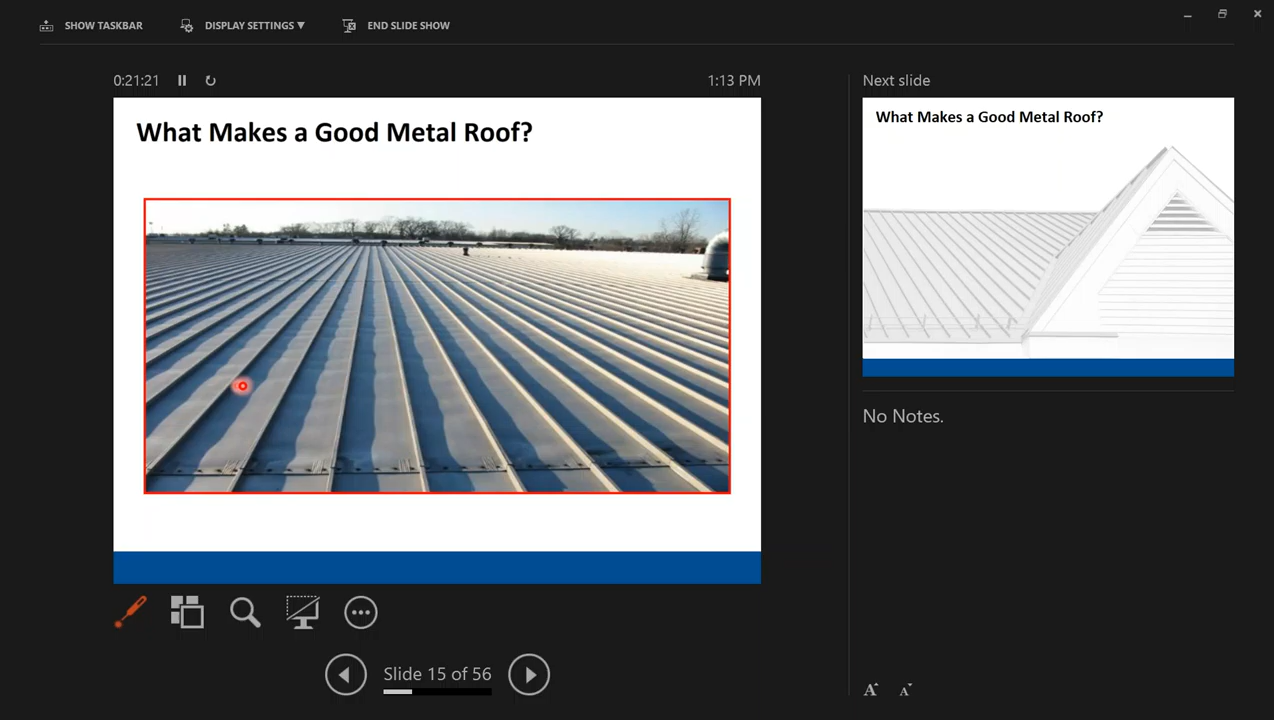 SHOW TASKBAR DISPLAY SETTINGS ▼ END SLIDE SHOW
0:21:21 1:13 PM
What Makes a Good Metal Roof?
Next slide
What Makes a Good Metal Roof?
No Notes.
Slide 15 of 56
A A